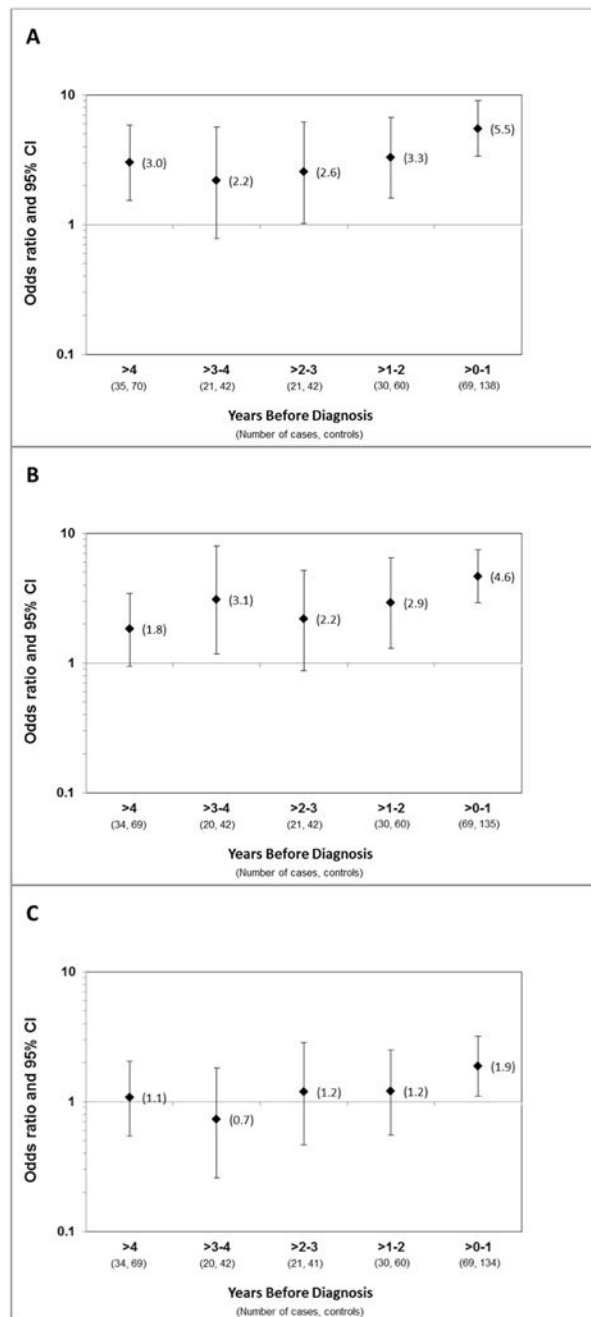 A
Odds ratio and 95% CI
10
1
0.1
(3.0)
(2.2)
(2.6)
(3.3)
(5.5)
>4 >3-4 >2-3 >1-2 >0-1
(35, 70) (21, 42) (21, 42) (30, 60) (69, 138)
Years Before Diagnosis
(Number of cases, controls)
B
Odds ratio and 95% CI
10
1
0.1
(1.8)
(3.1)
(2.2)
(2.9)
(4.6)
>4 >3-4 >2-3 >1-2 >0-1
(34, 69) (20, 42) (21, 42) (30, 60) (69, 135)
Years Before Diagnosis
(Number of cases, controls)
C
Odds ratio and 95% CI
10
1
0.1
(1.1)
(0.7)
(1.2)
(1.2)
(1.9)
>4 >3-4 >2-3 >1-2 >0-1
(34, 69) (20, 42) (21, 41) (30, 60) (69, 134)
Years Before Diagnosis
(Number of cases, controls)